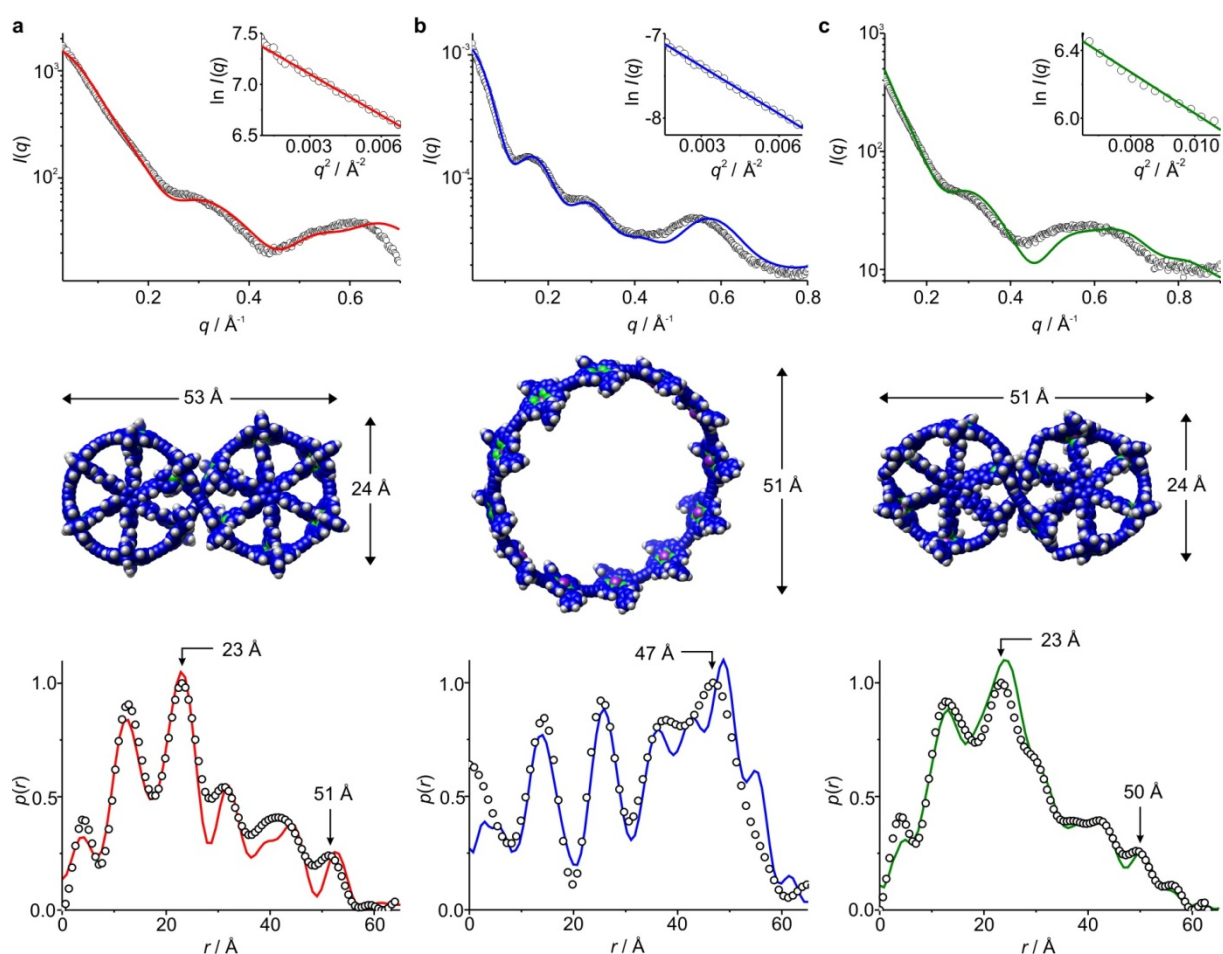 a
10³
10²
I(q)
0.2 0.4 0.6
q / Å⁻¹
7.5
7.0
6.5
ln I(q)
0.003 0.006
q² / Å⁻²
b
10⁻³
10⁻⁴
I(q)
0.2 0.4 0.6 0.8
q / Å⁻¹
-7
-8
ln I(q)
0.003 0.006
q² / Å⁻²
c
10³
10²
10
I(q)
0.2 0.4 0.6 0.8
q / Å⁻¹
6.4
6.0
ln I(q)
0.008 0.010
q² / Å⁻²
53 Å
24 Å
51 Å
51 Å
24 Å
1.0
0.5
0.0
p(r)
23 Å
51 Å
0 20 40 60
r / Å
1.0
0.5
0.0
p(r)
47 Å
0 20 40 60
r / Å
1.0
0.5
0.0
p(r)
23 Å
50 Å
0 20 40 60
r / Å